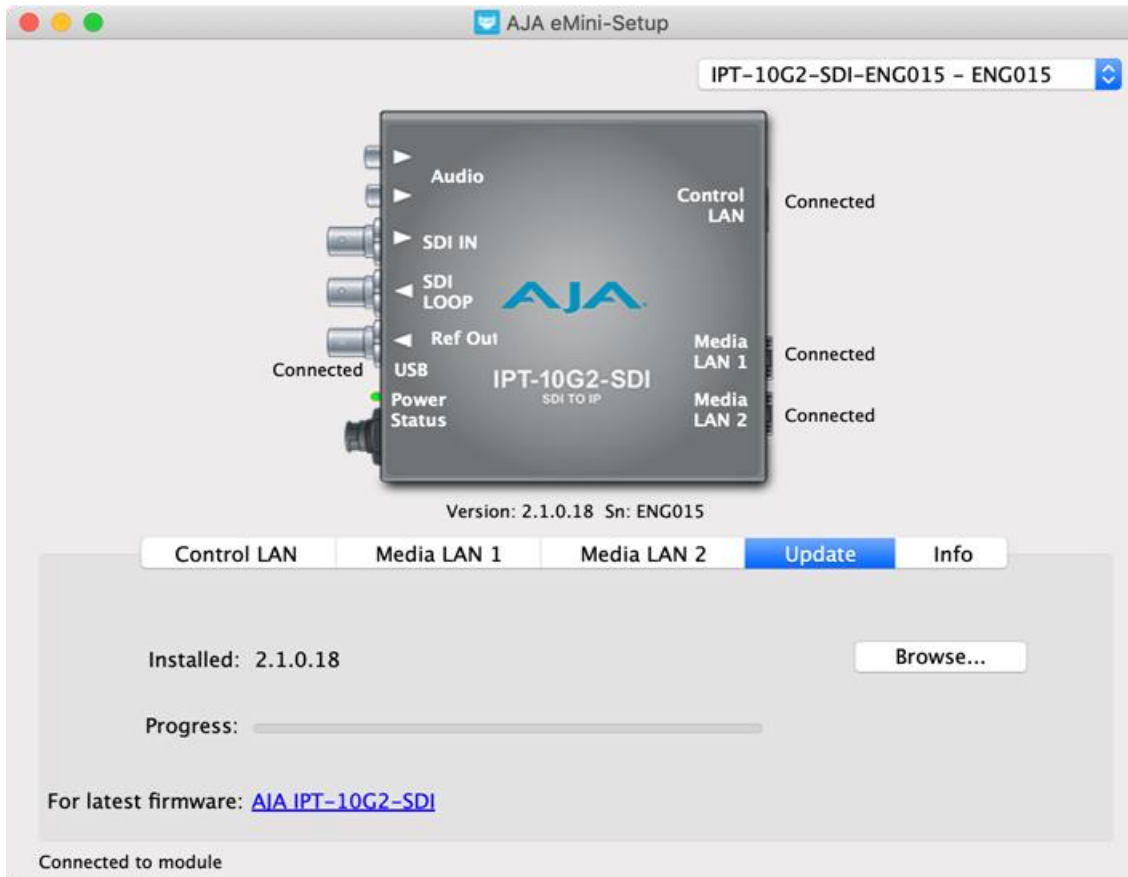 AJA eMini-Setup
IPT-10G2-SDI-ENG015 - ENG015
Audio
Control
LAN
Connected
SDI IN
SDI
LOOP
AJA
Ref Out
Media
LAN 1
Connected
Connected
USB
IPT-10G2-SDI
SDI TO IP
Power
Status
Media
LAN 2
Connected
Version: 2.1.0.18 Sn: ENG015
Control LAN
Media LAN 1
Media LAN 2
Update
Info
Installed: 2.1.0.18
Browse...
Progress:
For latest firmware: AJA IPT-10G2-SDI
Connected to module